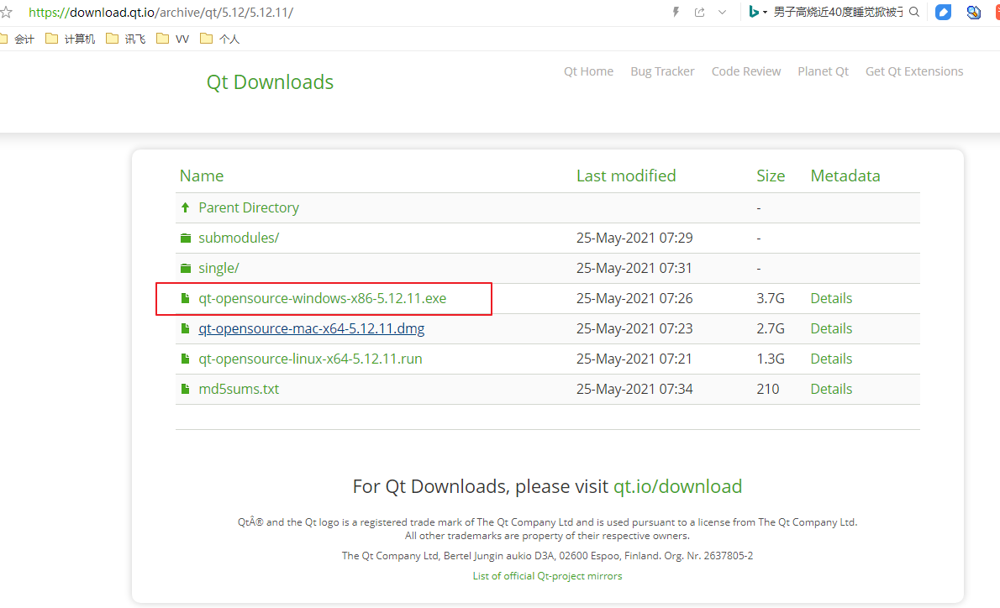 https://download.qt.io/archive/qt/5.12/5.12.11/
男子高烧近40度睡觉掀被子
会计 计算机 讯飞 VV 个人
Qt Downloads
Qt Home Bug Tracker Code Review Planet Qt Get Qt Extensions
Name Last modified Size Metadata
Parent Directory -
submodules/ 25-May-2021 07:29 -
single/ 25-May-2021 07:31 -
qt-opensource-windows-x86-5.12.11.exe 25-May-2021 07:26 3.7G Details
qt-opensource-mac-x64-5.12.11.dmg 25-May-2021 07:23 2.7G Details
qt-opensource-linux-x64-5.12.11.run 25-May-2021 07:21 1.3G Details
md5sums.txt 25-May-2021 07:34 210 Details
For Qt Downloads, please visit qt.io/download
QtÂ® and the Qt logo is a registered trade mark of The Qt Company Ltd and is used pursuant to a license from The Qt Company Ltd.
All other trademarks are property of their respective owners.
The Qt Company Ltd, Bertel Jungin aukio D3A, 02600 Espoo, Finland. Org. Nr. 2637805-2
List of official Qt-project mirrors